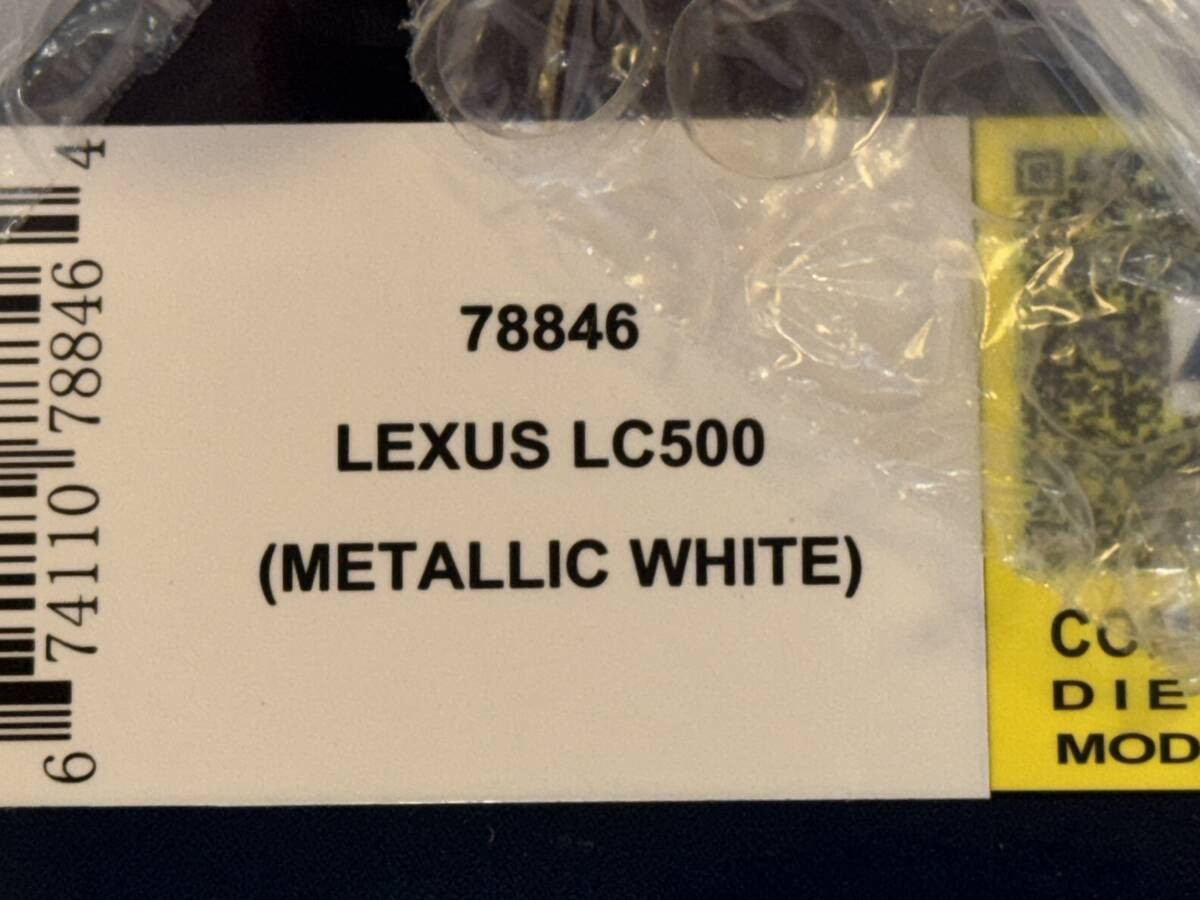 6 74110 78846 4
78846
LEXUS LC500
(METALLIC WHITE)
DIE
MOD